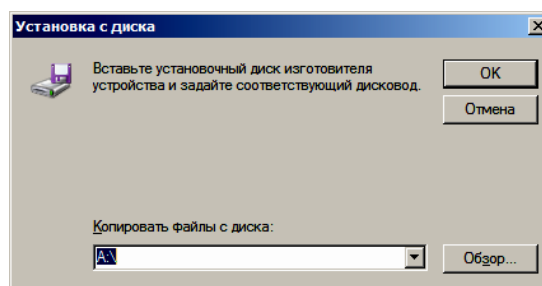 Установка с диска
Вставьте установочный диск изготовителя
устройства и задайте соответствующий дисковод.
OK
Отмена
Копировать файлы с диска:
A:\
Обзор...